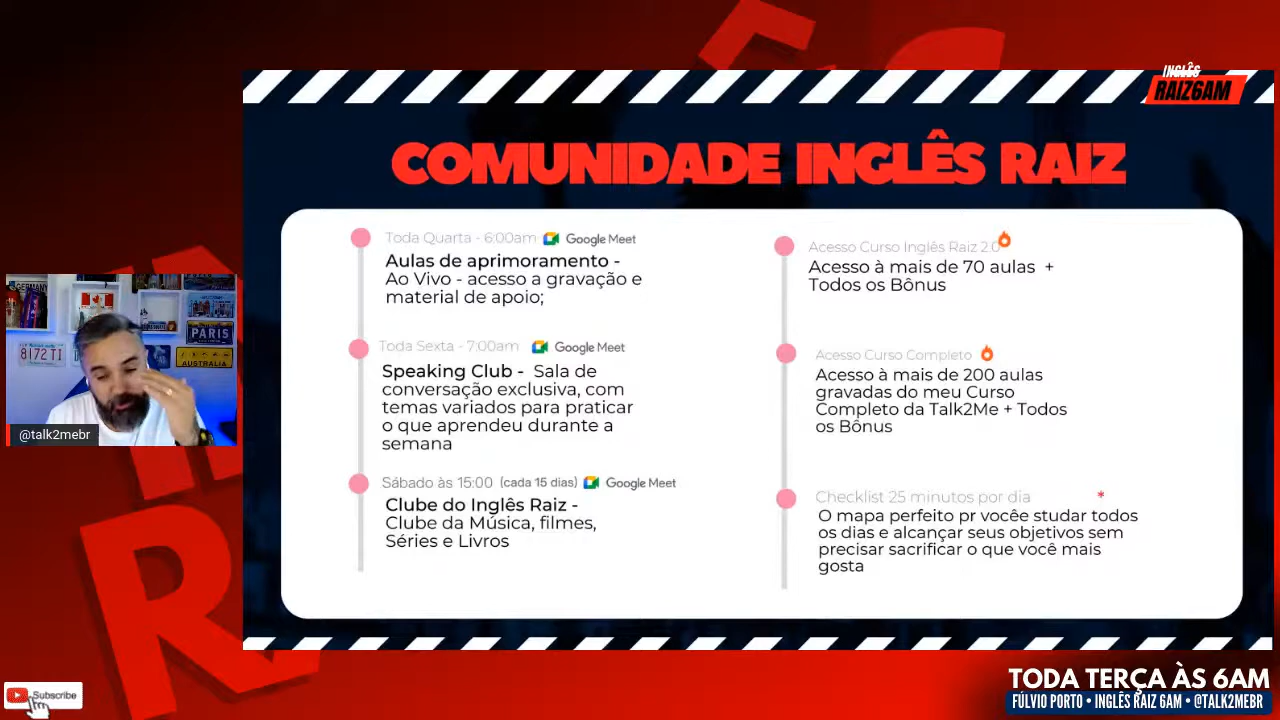 INGLÊS
RAIZ6AM
COMUNIDADE INGLÊS RAIZ
Toda Quarta - 6:00am Google Meet
Aulas de aprimoramento -
Ao Vivo - acesso a gravação e
material de apoio;
Toda Sexta - 7:00am Google Meet
Speaking Club - Sala de
conversação exclusiva, com
temas variados para praticar
o que aprendeu durante a
semana
Sábado às 15:00 (cada 15 dias) Google Meet
Clube do Inglês Raiz -
Clube da Música, filmes,
Séries e Livros
Acesso Curso Inglês Raiz 2.0
Acesso à mais de 70 aulas +
Todos os Bônus
Acesso Curso Completo
Acesso à mais de 200 aulas
gravadas do meu Curso
Completo da Talk2Me + Todos
os Bônus
Checklist 25 minutos por dia *
O mapa perfeito pr vocêe studar todos
os dias e alcançar seus objetivos sem
precisar sacrificar o que você mais
gosta
PARIS
8172 TI
AUSTRALIA
@talk2mebr
Subscribe
TODA TERÇA ÀS 6AM
FÚLVIO PORTO • INGLÊS RAIZ 6AM • @TALK2MEBR